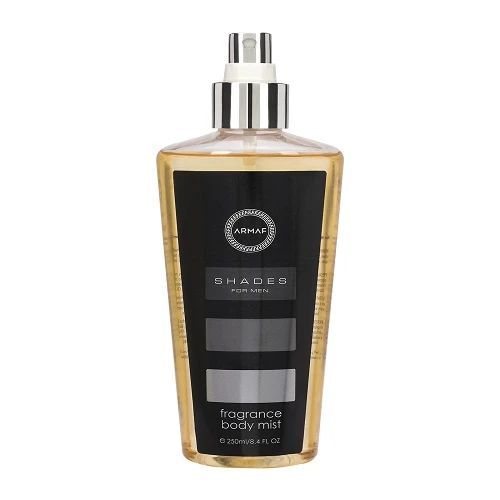 ARMAF
SHADES
FOR MEN
fragrance
body mist
℮ 250ml/8.4 FL OZ